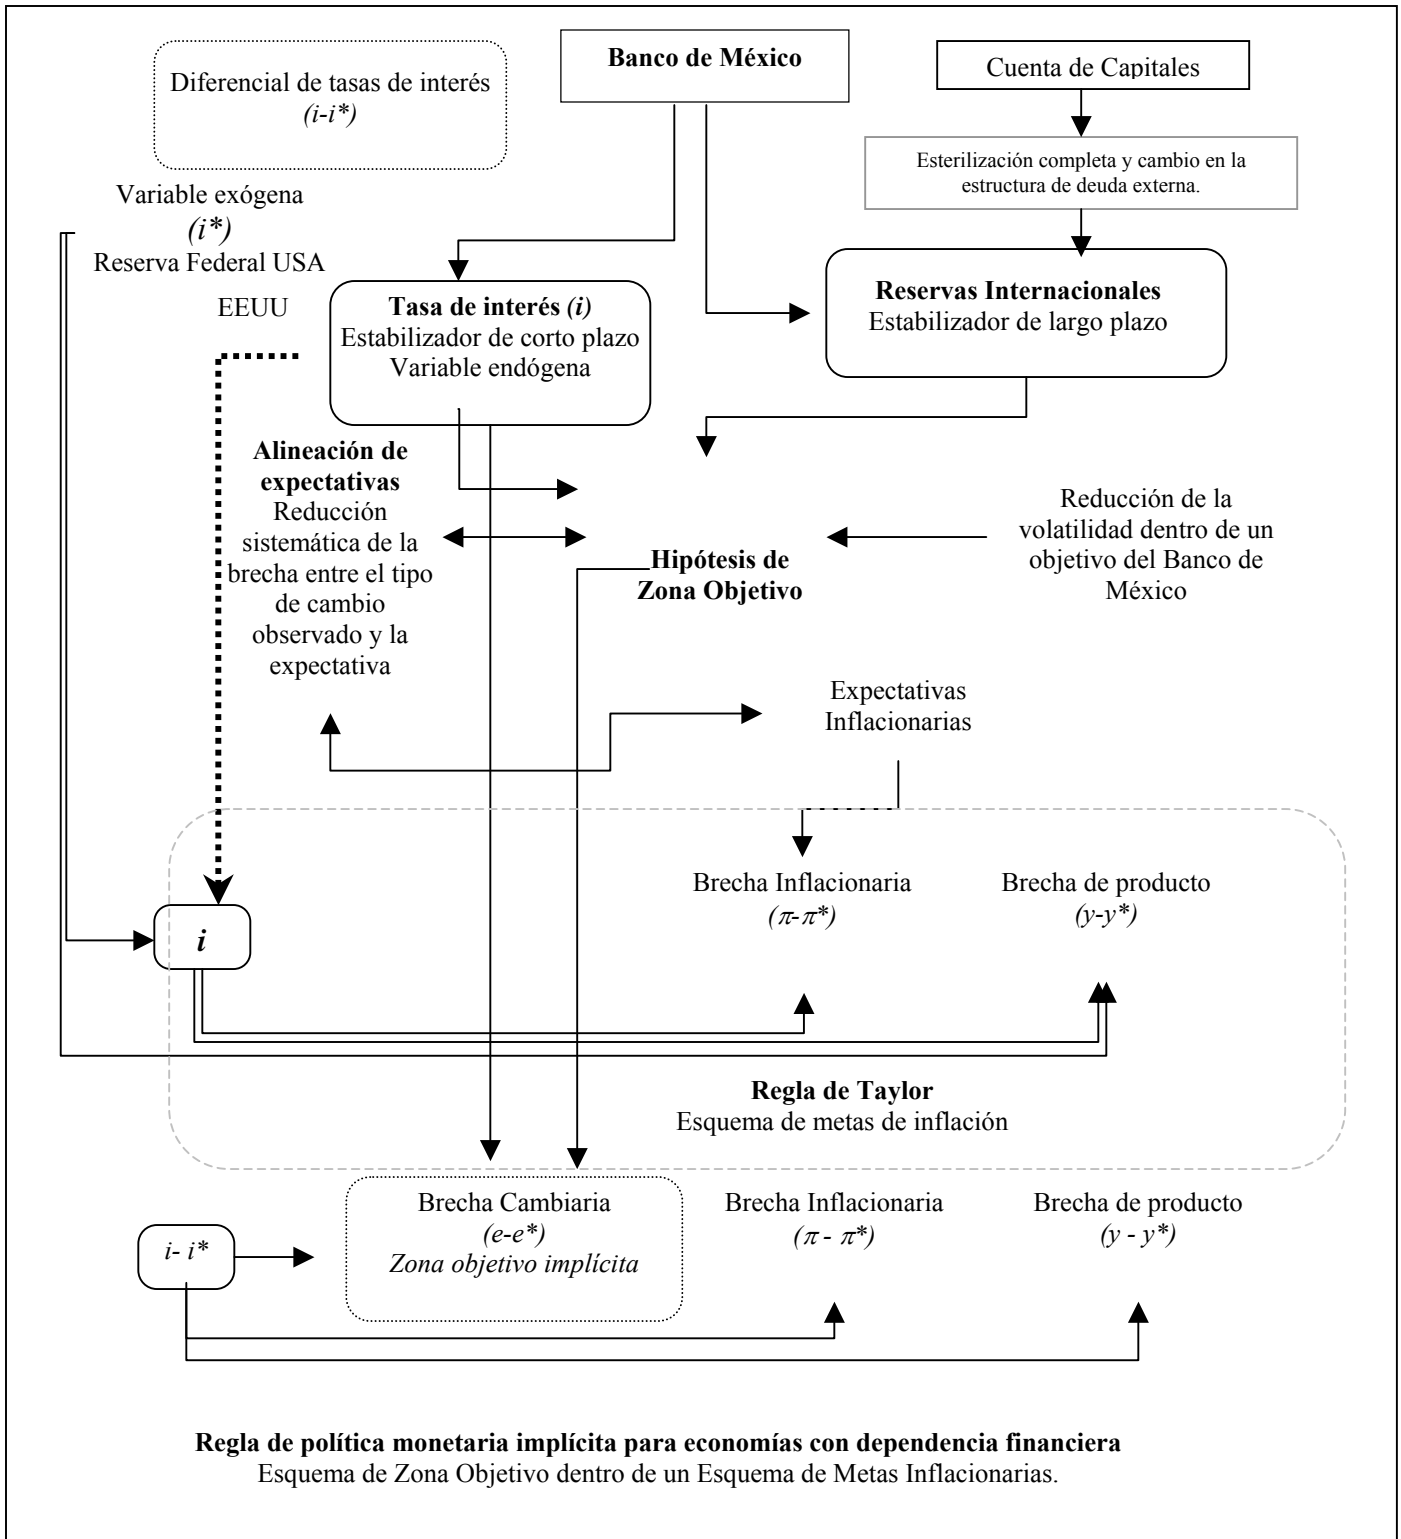 Banco de México
Diferencial de tasas de interés
(i-i*)
Cuenta de Capitales
Esterilización completa y cambio en la
estructura de deuda externa.
Variable exógena
(i*)
Reserva Federal USA
EEUU
Tasa de interés (i)
Estabilizador de corto plazo
Variable endógena
Reservas Internacionales
Estabilizador de largo plazo
Alineación de
expectativas
Reducción
sistemática de la
brecha entre el tipo
de cambio
observado y la
expectativa
Hipótesis de
Zona Objetivo
Reducción de la
volatilidad dentro de un
objetivo del Banco de
México
Expectativas
Inflacionarias
Brecha Inflacionaria
(π-π*)
Brecha de producto
(y-y*)
i
Regla de Taylor
Esquema de metas de inflación
Brecha Cambiaria
(e-e*)
Zona objetivo implícita
Brecha Inflacionaria
(π - π*)
Brecha de producto
(y - y*)
i- i*
Regla de política monetaria implícita para economías con dependencia financiera
Esquema de Zona Objetivo dentro de un Esquema de Metas Inflacionarias.